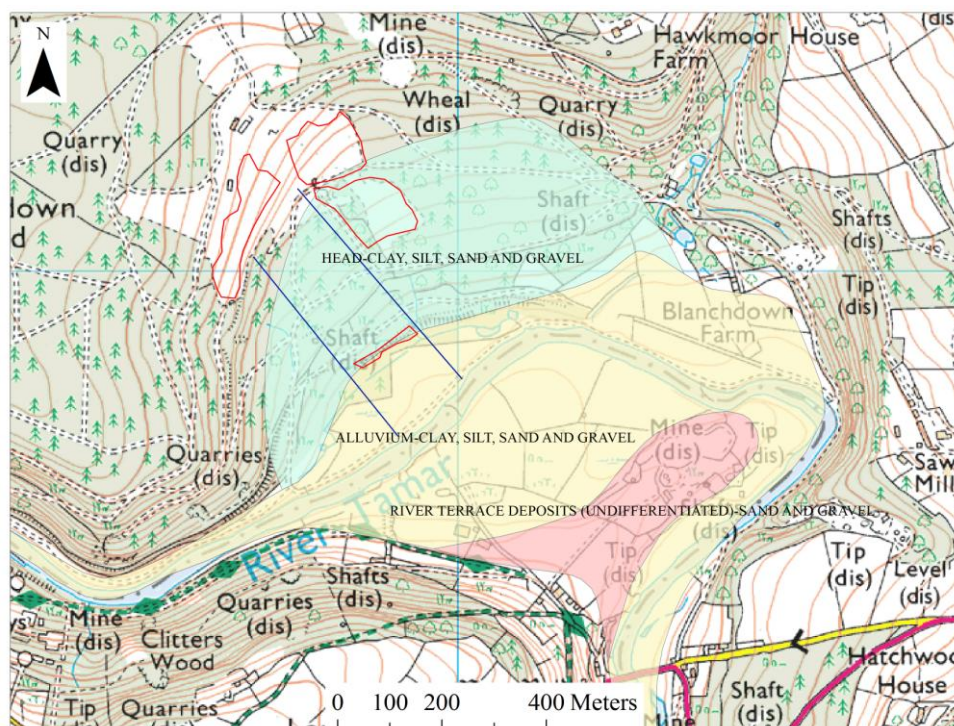 N
Mine
(dis)
Hawkmoor House
Farm
Wheal
(dis)
Quarry
(dis)
Quarry
(dis)
Shaft
(dis)
Shafts
(dis)
HEAD-CLAY, SILT, SAND AND GRAVEL
Tip
(dis)
Blanchdown
Farm
Shaft
ALLUVIUM-CLAY, SILT, SAND AND GRAVEL
Mine
(dis)
Tip
Quarries
(dis)
Saw
Mill
RIVER TERRACE DEPOSITS (UNDIFFERENTIATED)-SAND AND GRAVEL
(dis)
River Tamar
Tip
(dis)
Tip
(dis)
Level
(dis)
Shafts
(dis)
Quarries
(dis)
Mine
(dis)
Clitters
Wood
House
Tip
Quarries
0 100 200 400 Meters
Shaft
(dis)
Mine